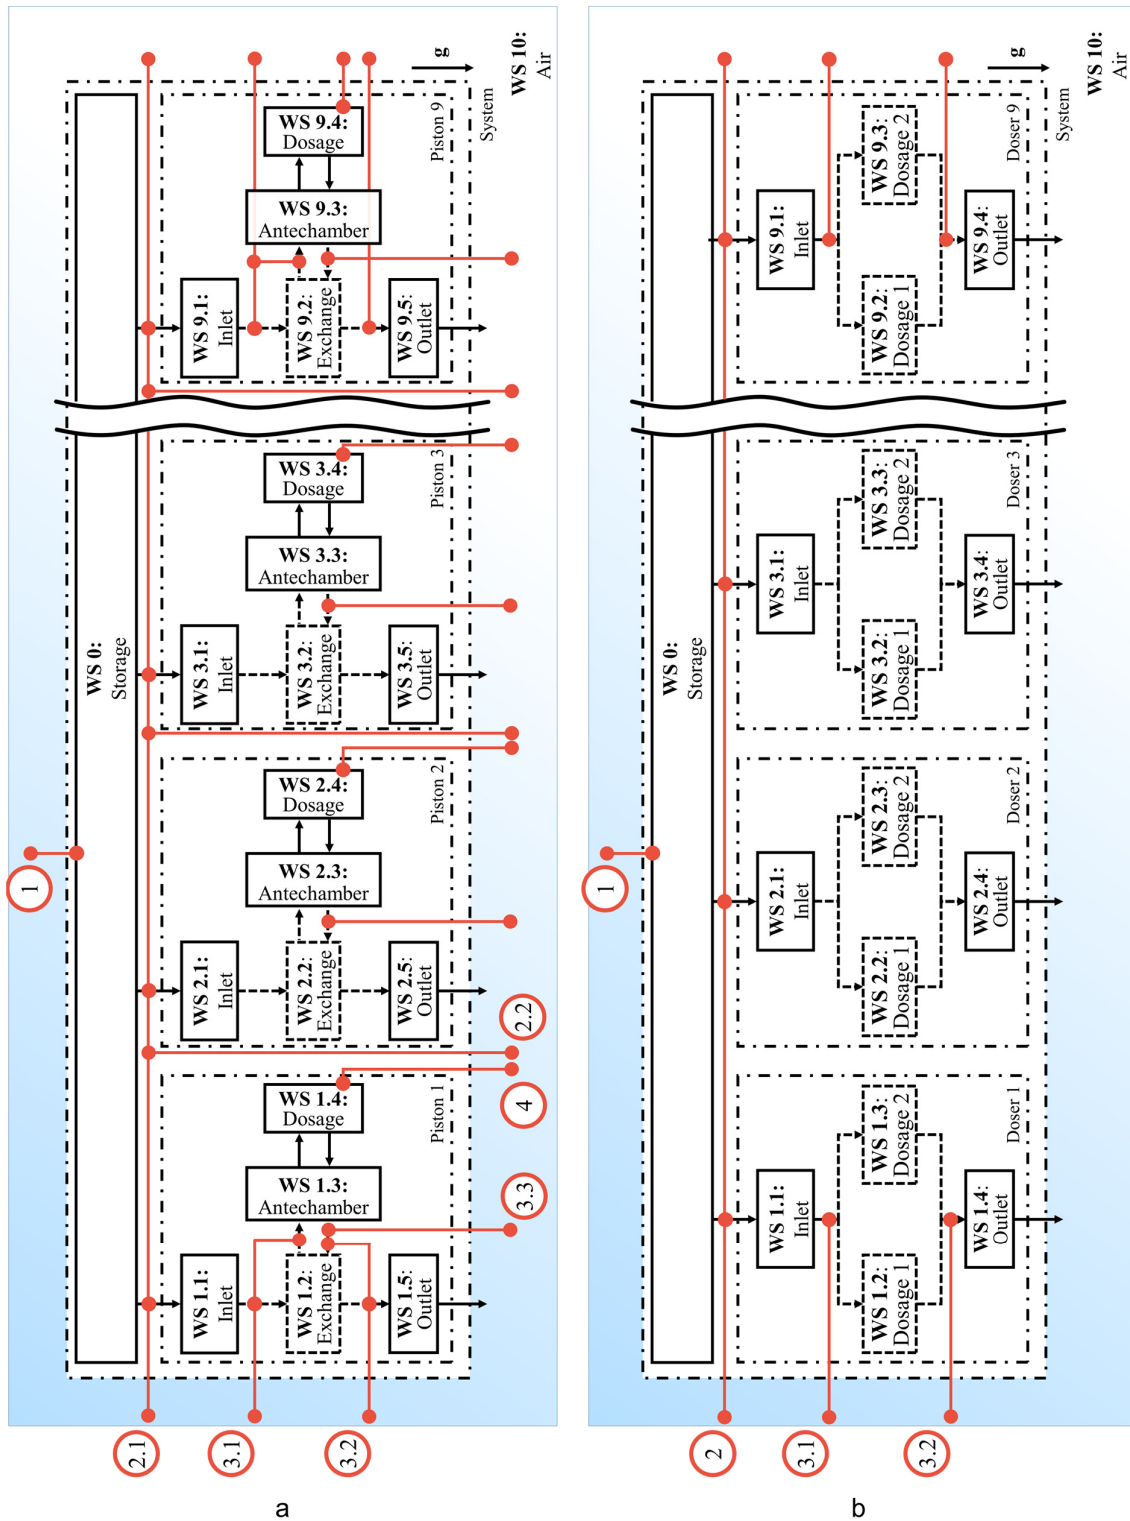 1
WS 0:
Storage
2.1
3.1
3.2
WS 1.1:
Inlet
WS 1.2:
Exchange
WS 1.3:
Antechamber
WS 1.4:
Dosage
WS 1.5:
Outlet
Piston 1
3.3
4
2.2
WS 2.1:
Inlet
WS 2.2:
Exchange
WS 2.3:
Antechamber
WS 2.4:
Dosage
WS 2.5:
Outlet
Piston 2
WS 3.1:
Inlet
WS 3.2:
Exchange
WS 3.3:
Antechamber
WS 3.4:
Dosage
WS 3.5:
Outlet
Piston 3
WS 9.1:
Inlet
WS 9.2:
Exchange
WS 9.3:
Antechamber
WS 9.4:
Dosage
WS 9.5:
Outlet
Piston 9
System
g
WS 10:
Air
a
1
WS 0:
Storage
2
3.1
3.2
WS 1.1:
Inlet
WS 1.2:
Dosage 1
WS 1.3:
Dosage 2
WS 1.4:
Outlet
Doser 1
WS 2.1:
Inlet
WS 2.2:
Dosage 1
WS 2.3:
Dosage 2
WS 2.4:
Outlet
Doser 2
WS 3.1:
Inlet
WS 3.2:
Dosage 1
WS 3.3:
Dosage 2
WS 3.4:
Outlet
Doser 3
WS 9.1:
Inlet
WS 9.2:
Dosage 1
WS 9.3:
Dosage 2
WS 9.4:
Outlet
Doser 9
System
g
WS 10:
Air
b